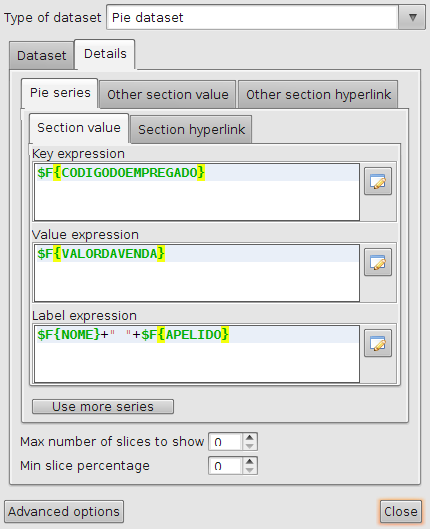 Type of dataset Pie dataset
Dataset Details
Pie series Other section value Other section hyperlink
Section value Section hyperlink
Key expression
$F{CODIGODOEMPREGADO}
Value expression
$F{VALORDAVENDA}
Label expression
$F{NOME}+" "+$F{APELIDO}
Use more series
Max number of slices to show 0
Min slice percentage 0
Advanced options Close